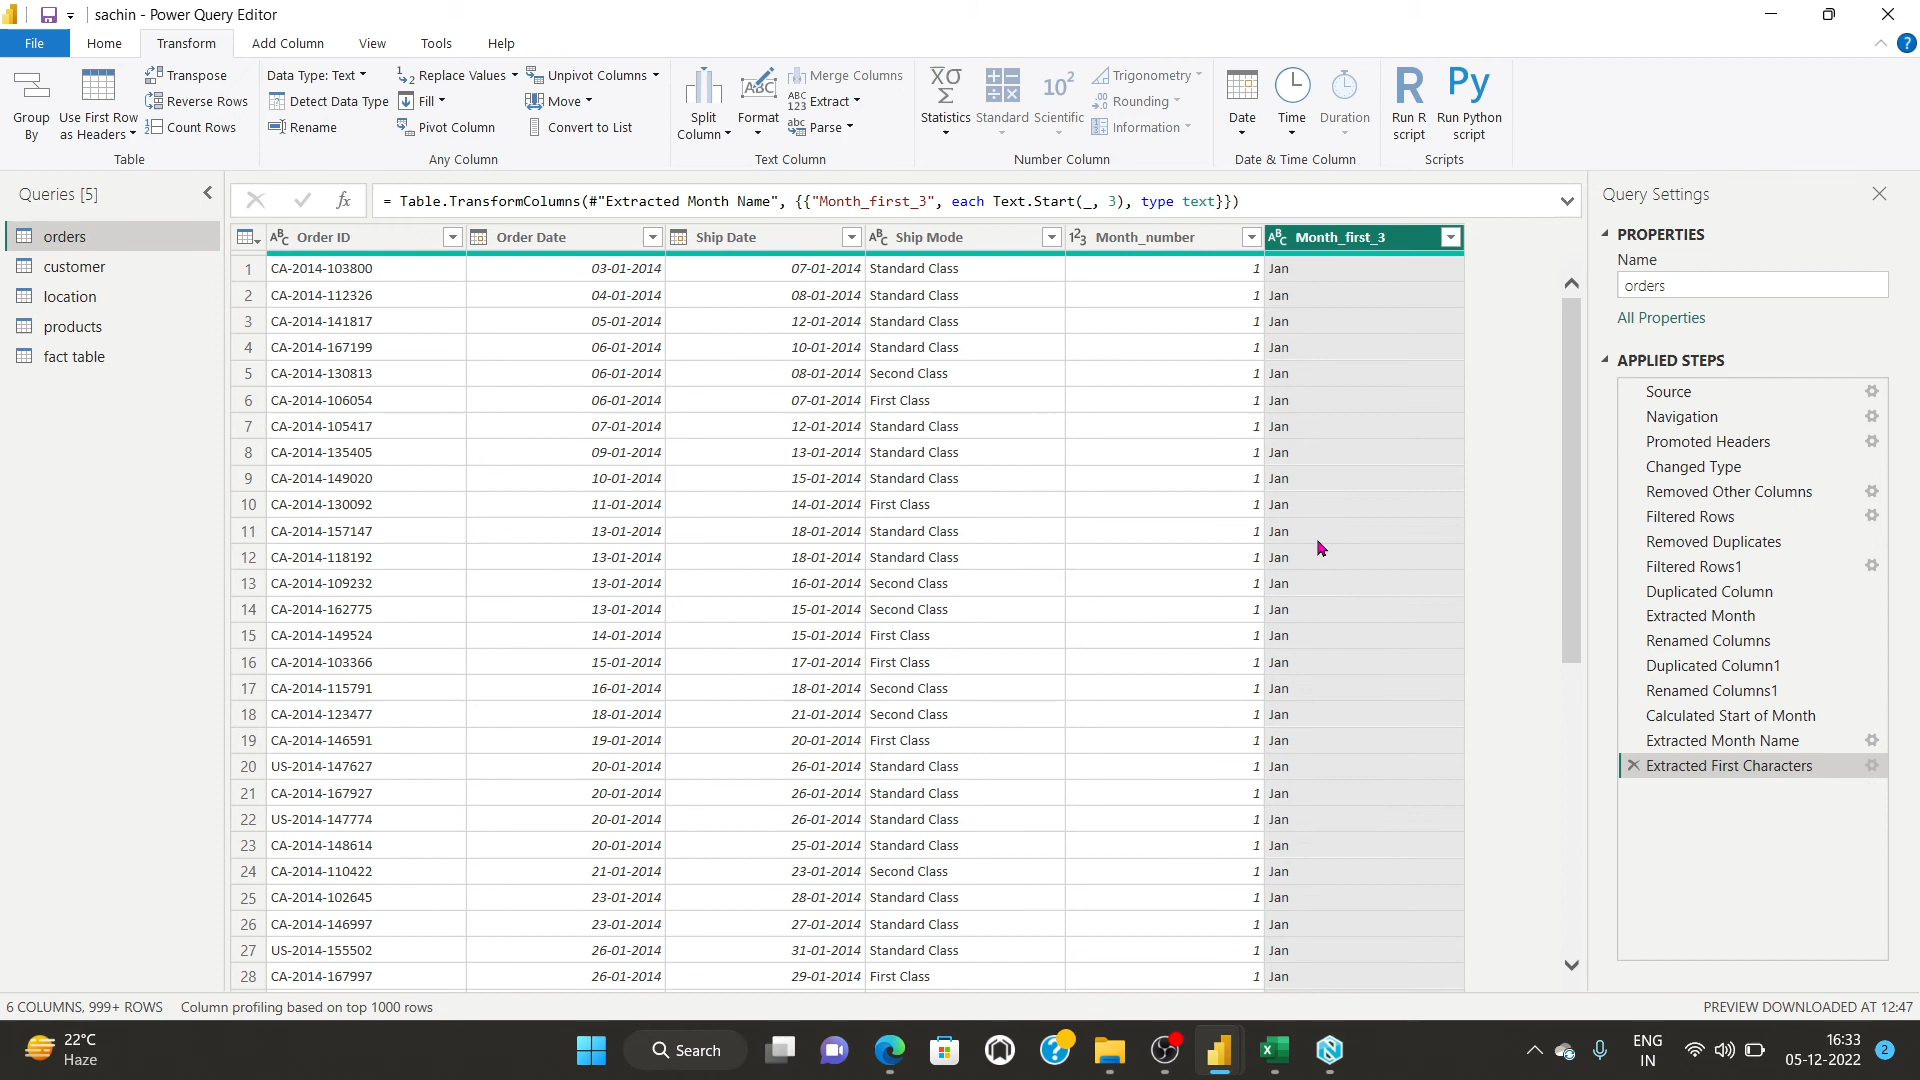 sachin - Power Query Editor
File Home Transform Add Column View Tools Help
Group By
Use First Row as Headers
Transpose
Reverse Rows
Count Rows
Table
Data Type: Text
Detect Data Type
Rename
Replace Values
Fill
Pivot Column
Unpivot Columns
Move
Convert to List
Any Column
Split Column
Format
Merge Columns
Extract
Parse
Text Column
Statistics
Standard
Scientific
Trigonometry
Rounding
Information
Number Column
Date
Time
Duration
Date & Time Column
Run R script
Run Python script
Scripts
Queries [5]
orders
customer
location
products
fact table
= Table.TransformColumns(#"Extracted Month Name", {{"Month_first_3", each Text.Start(_, 3), type text}})
Order ID Order Date Ship Date Ship Mode Month_number Month_first_3
1 CA-2014-103800 03-01-2014 07-01-2014 Standard Class 1 Jan
2 CA-2014-112326 04-01-2014 08-01-2014 Standard Class 1 Jan
3 CA-2014-141817 05-01-2014 12-01-2014 Standard Class 1 Jan
4 CA-2014-167199 06-01-2014 10-01-2014 Standard Class 1 Jan
5 CA-2014-130813 06-01-2014 08-01-2014 Second Class 1 Jan
6 CA-2014-106054 06-01-2014 07-01-2014 First Class 1 Jan
7 CA-2014-105417 07-01-2014 12-01-2014 Standard Class 1 Jan
8 CA-2014-135405 09-01-2014 13-01-2014 Standard Class 1 Jan
9 CA-2014-149020 10-01-2014 15-01-2014 Standard Class 1 Jan
10 CA-2014-130092 11-01-2014 14-01-2014 First Class 1 Jan
11 CA-2014-157147 13-01-2014 18-01-2014 Standard Class 1 Jan
12 CA-2014-118192 13-01-2014 18-01-2014 Standard Class 1 Jan
13 CA-2014-109232 13-01-2014 16-01-2014 Second Class 1 Jan
14 CA-2014-162775 13-01-2014 15-01-2014 Second Class 1 Jan
15 CA-2014-149524 14-01-2014 15-01-2014 First Class 1 Jan
16 CA-2014-103366 15-01-2014 17-01-2014 First Class 1 Jan
17 CA-2014-115791 16-01-2014 18-01-2014 Second Class 1 Jan
18 CA-2014-123477 18-01-2014 21-01-2014 Second Class 1 Jan
19 CA-2014-146591 19-01-2014 20-01-2014 First Class 1 Jan
20 US-2014-147627 20-01-2014 26-01-2014 Standard Class 1 Jan
21 CA-2014-167927 20-01-2014 26-01-2014 Standard Class 1 Jan
22 US-2014-147774 20-01-2014 26-01-2014 Standard Class 1 Jan
23 CA-2014-148614 20-01-2014 25-01-2014 Standard Class 1 Jan
24 CA-2014-110422 21-01-2014 23-01-2014 Second Class 1 Jan
25 CA-2014-102645 23-01-2014 28-01-2014 Standard Class 1 Jan
26 CA-2014-146997 23-01-2014 27-01-2014 Standard Class 1 Jan
27 US-2014-155502 26-01-2014 31-01-2014 Standard Class 1 Jan
28 CA-2014-167997 26-01-2014 29-01-2014 First Class 1 Jan
Query Settings
PROPERTIES
Name
orders
All Properties
APPLIED STEPS
Source
Navigation
Promoted Headers
Changed Type
Removed Other Columns
Filtered Rows
Removed Duplicates
Filtered Rows1
Duplicated Column
Extracted Month
Renamed Columns
Duplicated Column1
Renamed Columns1
Calculated Start of Month
Extracted Month Name
Extracted First Characters
6 COLUMNS, 999+ ROWS Column profiling based on top 1000 rows PREVIEW DOWNLOADED AT 12:47
22°C
Haze
Search
ENG
IN
16:33
05-12-2022
2